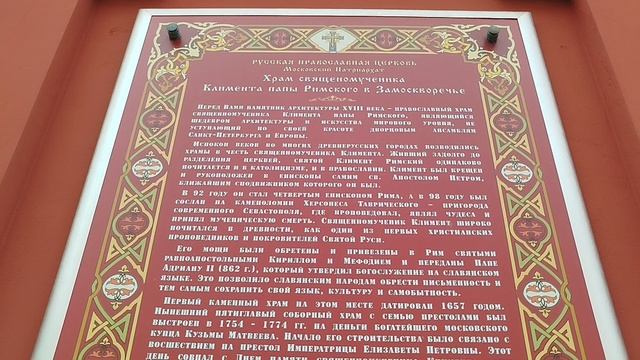 Русская Православная Церковь
Московский Патриархат
Храм священномученика
Климента папы Римского в Замоскворечье
Перед Вами памятник архитектуры XVIII века – православный храм
священномученика Климента папы Римского, являющийся
шедевром архитектуры и искусства мирового уровня, не
уступающий по своей красоте дворцовым ансамблям
Санкт-Петербурга и Европы.
Испокон веков во многих древнерусских городах возводились
храмы в честь священномученика Климента. Живший задолго до
разделения церквей, святой Климент Римский одинаково
почитается и в католицизме, и в православии. Климент был крещен
и рукоположен в епископы самим св. Апостолом Петром,
ближайшим сподвижником которого он был.
В 92 году он стал четвертым епископом Рима, а в 98 году был
сослан на каменоломни Херсонеса Таврического – пригорода
современного Севастополя, где проповедовал, являл чудеса и
принял мученическую смерть. Священномученик Климент широко
почитался в древности, как один из первых христианских
проповедников и покровителей Святой Руси.
Его мощи были обретены и привезены в Рим святыми
равноапостольными Кириллом и Мефодием и переданы Папе
Адриану II (862 г.), который утвердил богослужение на славянском
языке. Это позволило славянским народам обрести письменность и
тем самым сохранить свой язык, культуру и самобытность.
Первый каменный храм на этом месте датирован 1657 годом.
Нынешний пятиглавый соборный храм с семью престолами был
выстроен в 1754 - 1774 гг. на деньги богатейшего московского
купца Кузьмы Матвеева. Начало его строительства было связано с
восшествием на престол Императрицы Елизаветы Петровны. Этот
день совпал с Днем памяти